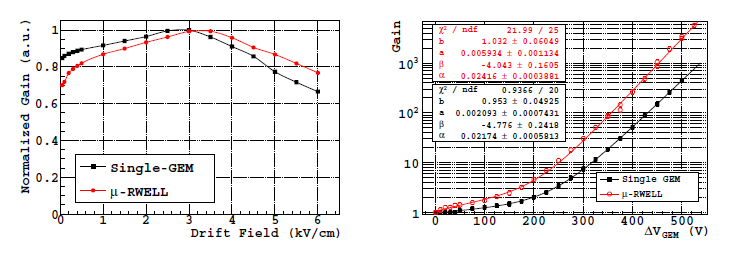 Normalized Gain (a.u.)
1
0.8
0.6
0.4
0.2
0
Single-GEM
μ-RWELL
0 1 2 3 4 5 6
Drift Field (kV/cm)
Gain
χ² / ndf 21.99 / 25
b 1.032 ± 0.06049
a 0.005934 ± 0.001134
β -4.043 ± 0.1605
α 0.02416 ± 0.0003881
χ² / ndf 0.9366 / 20
b 0.953 ± 0.04925
a 0.002093 ± 0.0007431
β -4.776 ± 0.2418
α 0.02174 ± 0.0005813
10³
10²
10
1
Single GEM
μ-RWELL
0 100 200 300 400 500
ΔV_GEM (V)